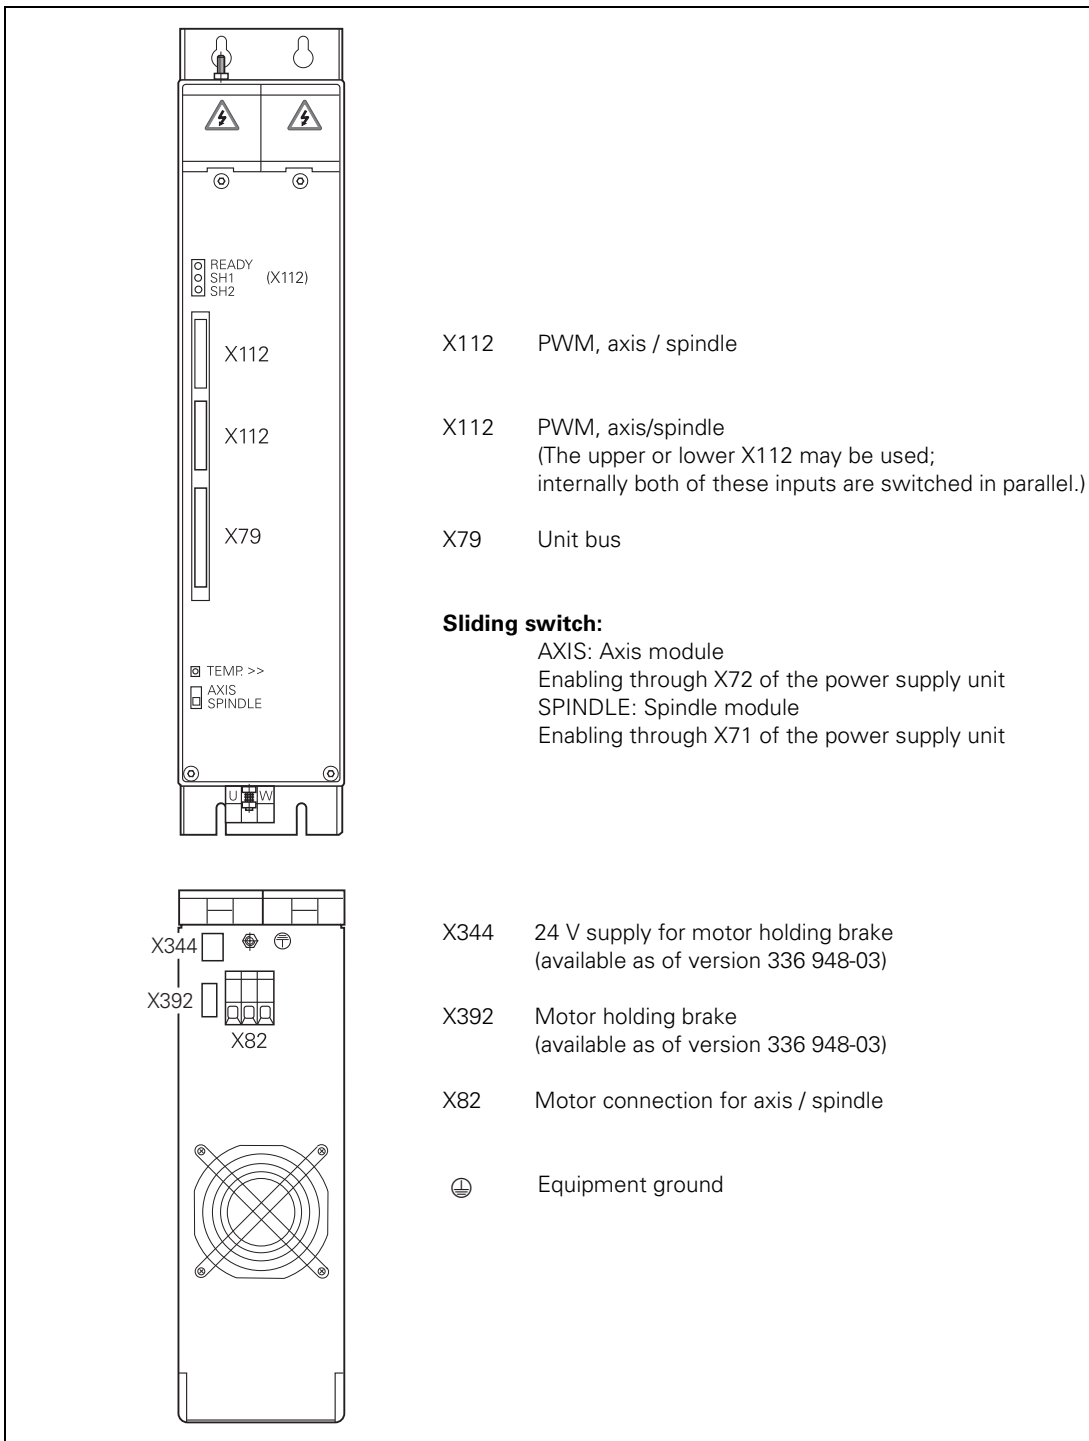 READY
SH1 (X112)
SH2
X112
X112
X79
TEMP. >>
AXIS
SPINDLE
U W
X112 PWM, axis / spindle
X112 PWM, axis/spindle
(The upper or lower X112 may be used;
internally both of these inputs are switched in parallel.)
X79 Unit bus
Sliding switch:
AXIS: Axis module
Enabling through X72 of the power supply unit
SPINDLE: Spindle module
Enabling through X71 of the power supply unit
X344
X392
X82
X344 24 V supply for motor holding brake
(available as of version 336 948-03)
X392 Motor holding brake
(available as of version 336 948-03)
X82 Motor connection for axis / spindle
Equipment ground